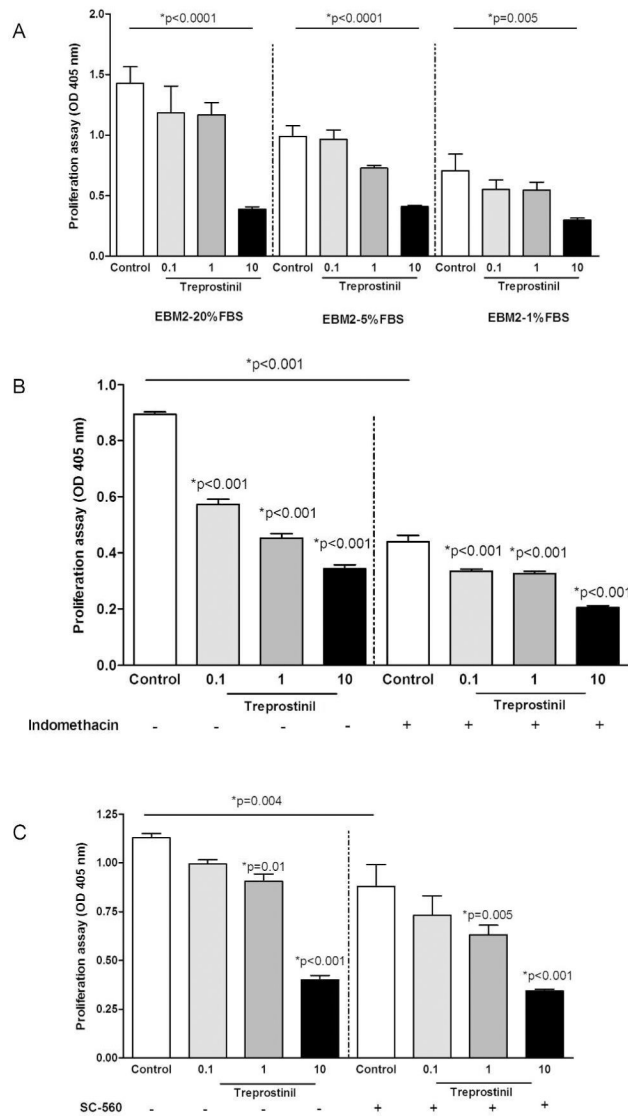 A
*p<0.0001
*p<0.0001
*p=0.005
Proliferation assay (OD 405 nm)
2.0
1.5
1.0
0.5
0.0
Control 0.1 1 10 Control 0.1 1 10 Control 0.1 1 10
Treprostinil Treprostinil Treprostinil
EBM2-20%FBS EBM2-5%FBS EBM2-1%FBS
B
*p<0.001
Proliferation assay (OD 405 nm)
1.0
0.8
0.6
0.4
0.2
0.0
*p<0.001
*p<0.001
*p<0.001
*p<0.001
*p<0.001
*p<0.001
Control 0.1 1 10 Control 0.1 1 10
Treprostinil Treprostinil
Indomethacin - - - - + + + +
C
*p=0.004
Proliferation assay (OD 405 nm)
1.25
1.00
0.75
0.50
0.25
0.00
*p=0.01
*p<0.001
*p=0.005
*p<0.001
Control 0.1 1 10 Control 0.1 1 10
Treprostinil Treprostinil
SC-560 - - - - + + + +